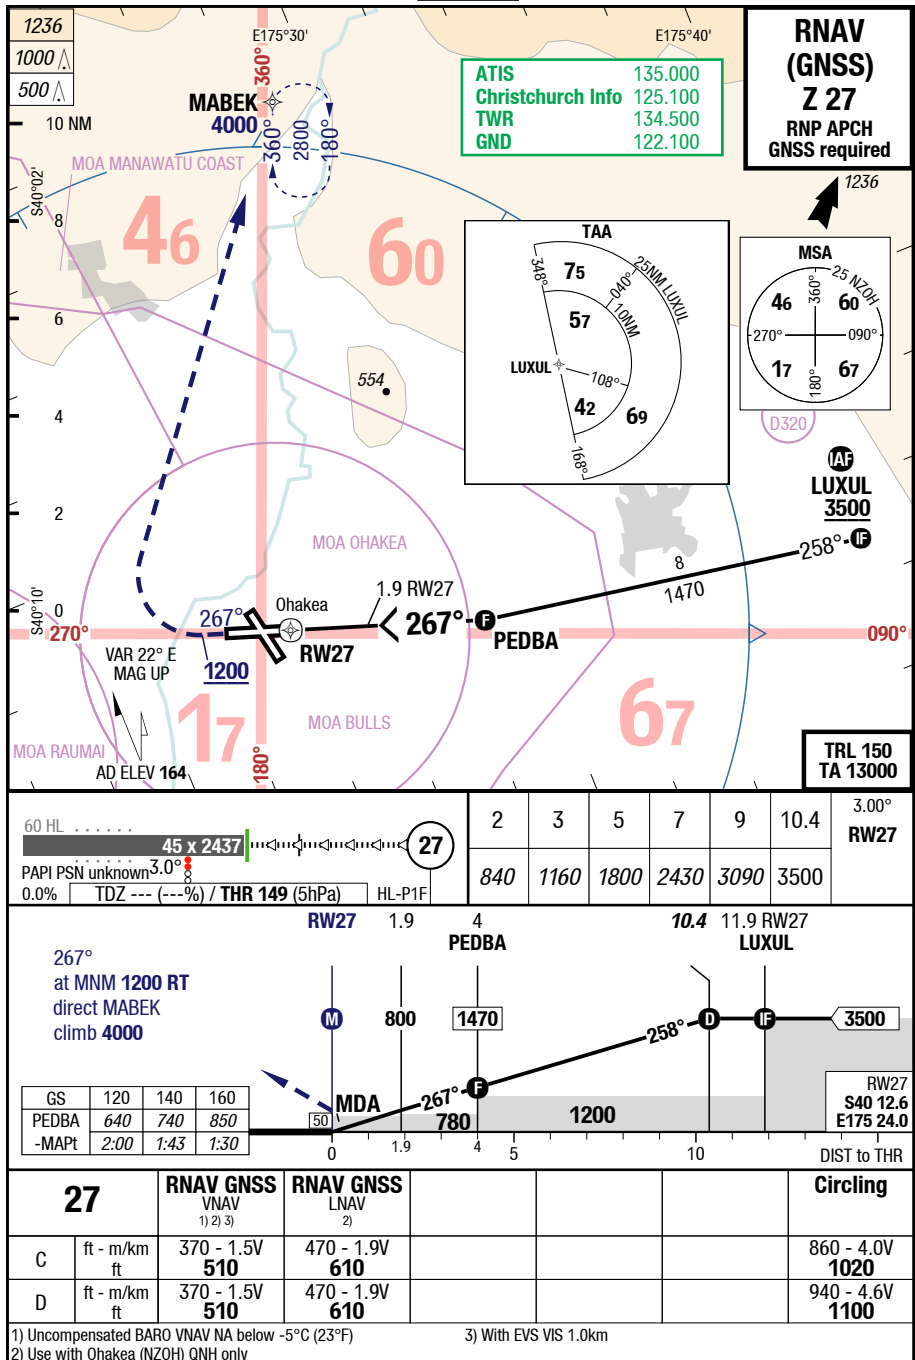 1236
1000
500
E175°30'
E175°40'
RNAV
(GNSS)
Z 27
RNP APCH
GNSS required
ATIS 135.000
Christchurch Info 125.100
TWR 134.500
GND 122.100
360°
MABEK
4000
360°
2800
180°
10 NM
MOA MANAWATU COAST
S40°02'
8
46
60
1236
TAA
348°
75
040°
25NM LUXUL
57
10NM
LUXUL
108°
42
69
168°
MSA
25 NZOH
46
360°
60
270°
090°
17
180°
67
6
554
4
D320
IAF
LUXUL
3500
258°
IF
2
MOA OHAKEA
8
1470
1.9 RW27
S40°10'
0
267°
Ohakea
267°
F
PEDBA
270°
090°
RW27
1200
VAR 22° E
MAG UP
17
67
MOA BULLS
MOA RAUMAI
180°
AD ELEV 164
TRL 150
TA 13000
60 HL
45 x 2437
27
PAPI PSN unknown 3.0°
0.0%
TDZ --- (---%) / THR 149 (5hPa)
HL-P1F
2 3 5 7 9 10.4 3.00°
RW27
840 1160 1800 2430 3090 3500
RW27 1.9 4 10.4 11.9 RW27
PEDBA LUXUL
267°
at MNM 1200 RT
direct MABEK
climb 4000
M
800
1470
258°
D
IF
3500
267°
F
MDA
50
780
1200
RW27
S40 12.6
E175 24.0
GS 120 140 160
PEDBA 640 740 850
-MAPt 2:00 1:43 1:30
0 1.9 4 5 10 DIST to THR
27
RNAV GNSS
VNAV
1) 2) 3)
RNAV GNSS
LNAV
2)
Circling
C ft - m/km 370 - 1.5V 470 - 1.9V 860 - 4.0V
ft 510 610 1020
D ft - m/km 370 - 1.5V 470 - 1.9V 940 - 4.6V
ft 510 610 1100
1) Uncompensated BARO VNAV NA below -5°C (23°F) 3) With EVS VIS 1.0km
2) Use with Ohakea (NZOH) QNH only